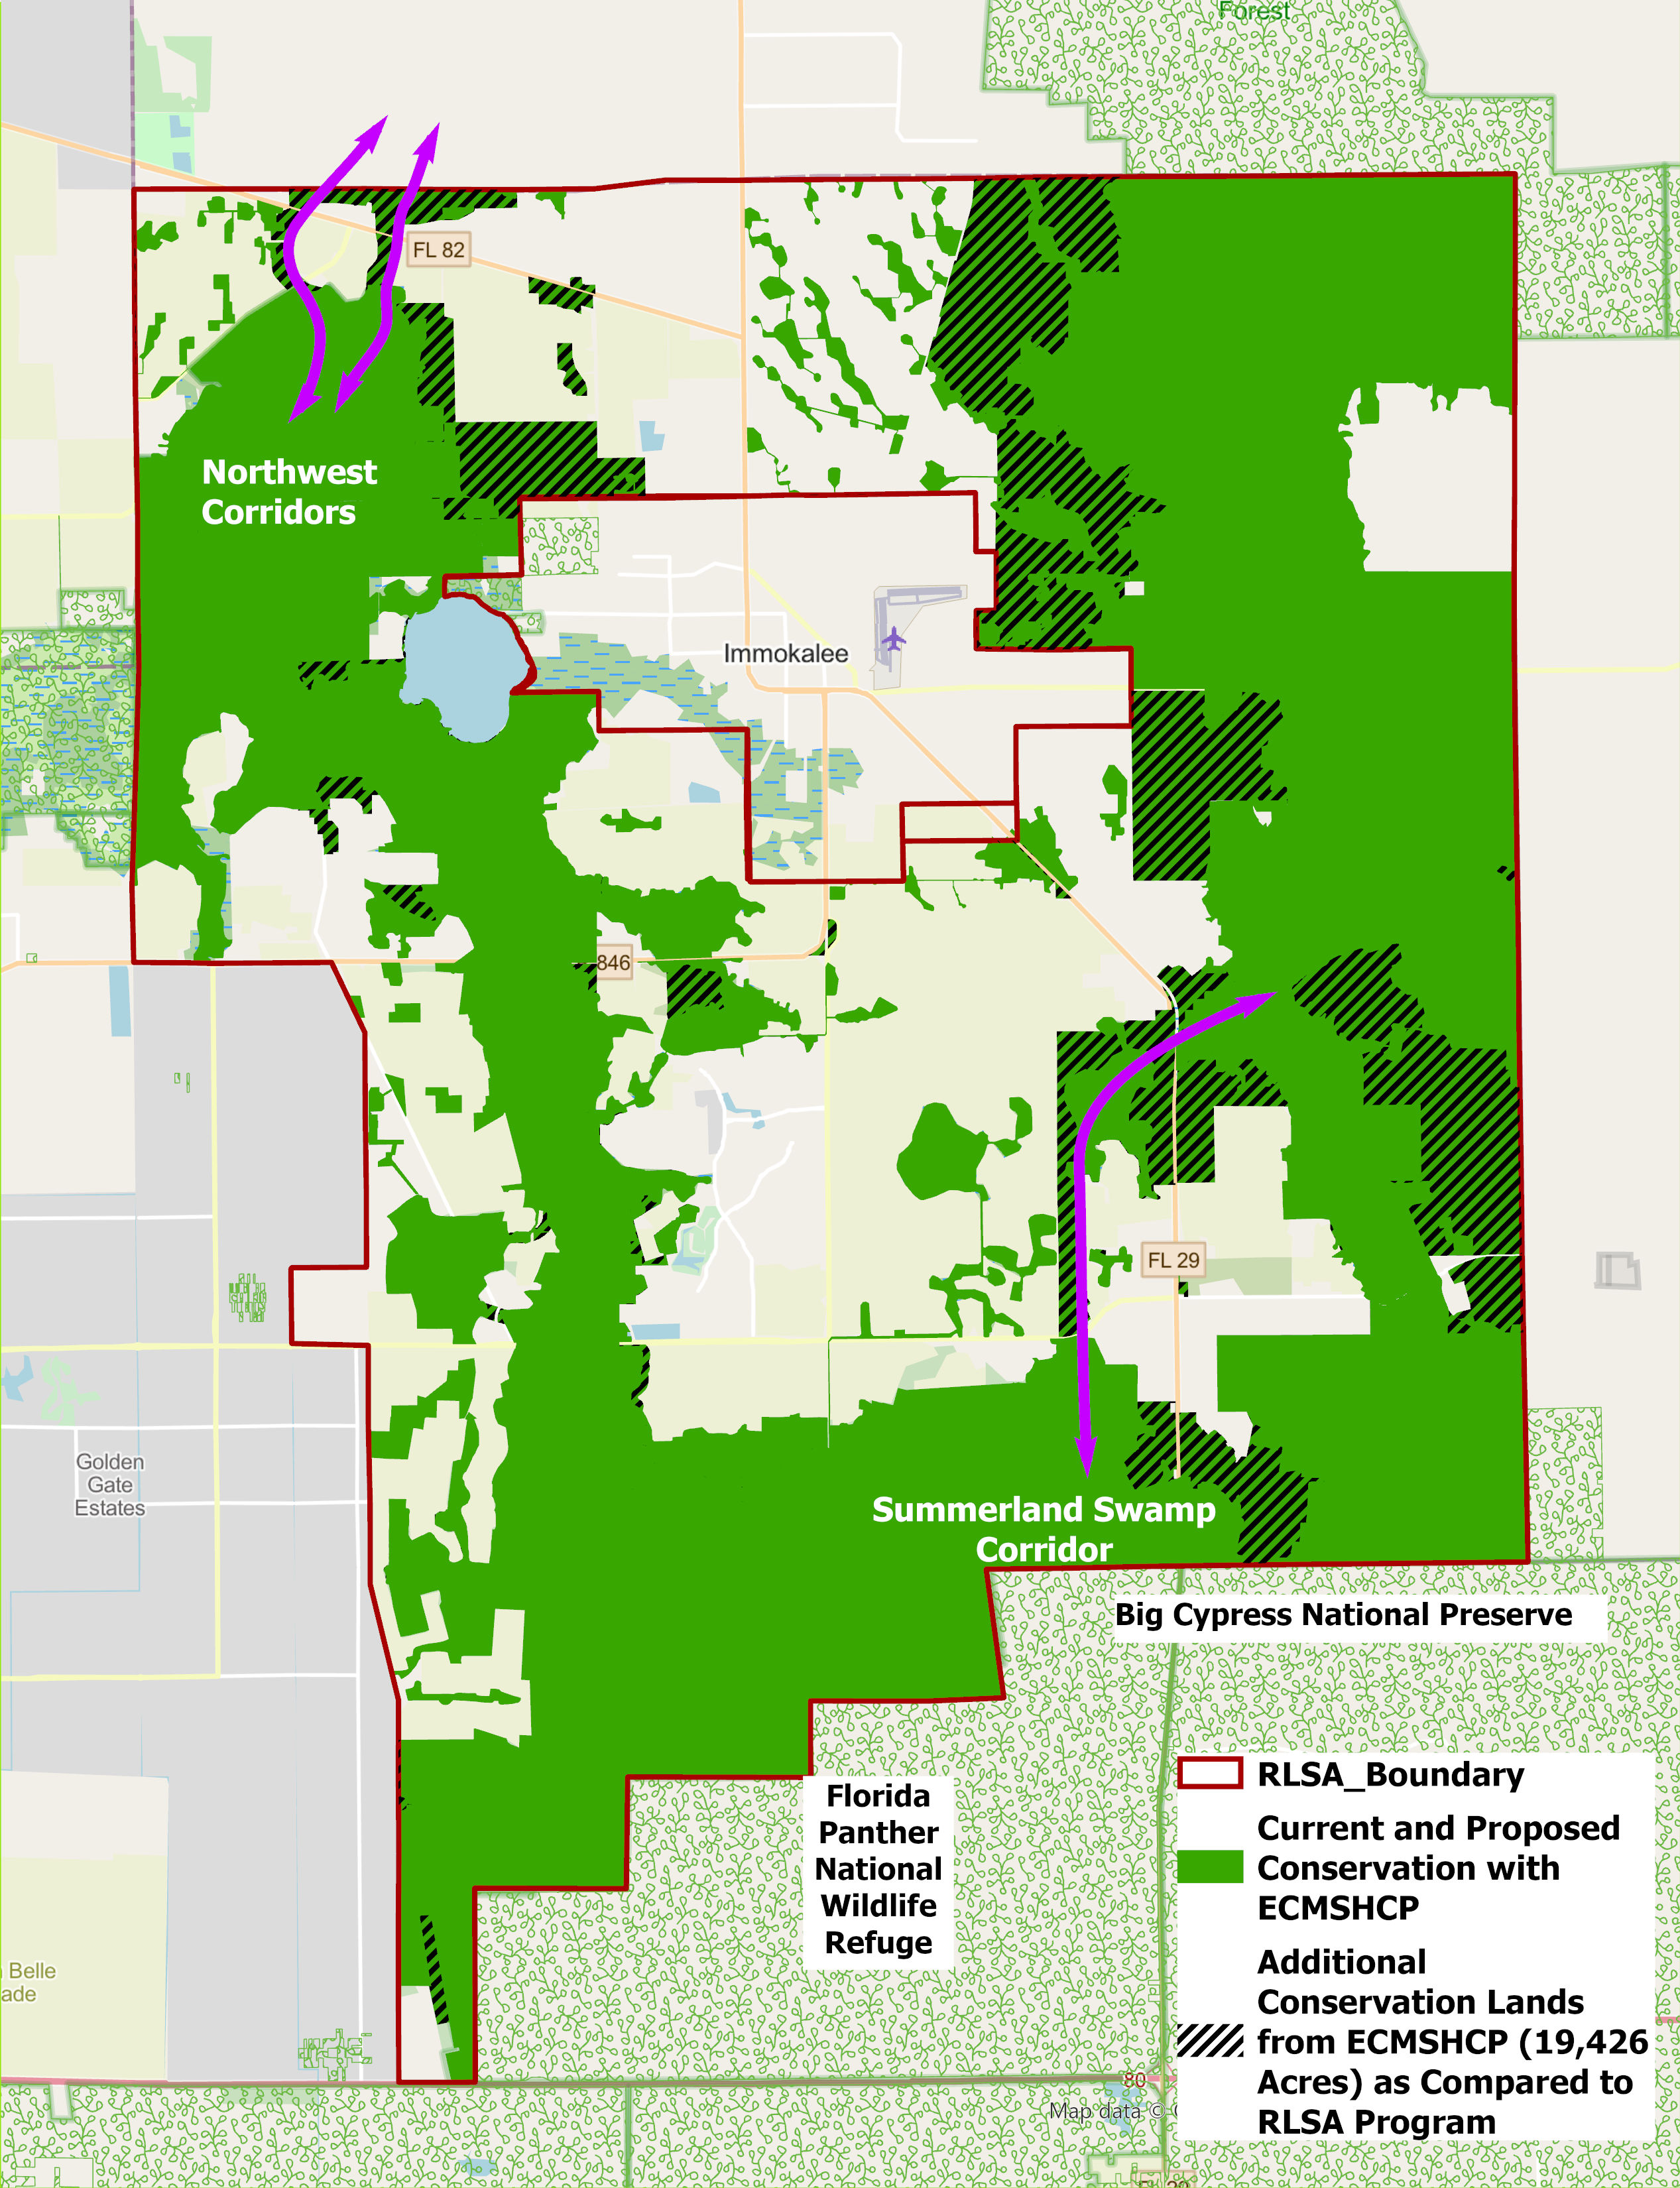 Forest
FL 82
Northwest
Corridors
Immokalee
846
FL 29
Golden
Gate
Estates
Summerland Swamp
Corridor
Big Cypress National Preserve
RLSA_Boundary
Florida
Panther
National
Wildlife
Refuge
Current and Proposed
Conservation with
ECMSHCP
Additional
Conservation Lands
from ECMSHCP (19,426
Acres) as Compared to
RLSA Program
Belle
ade
80
Map data ©